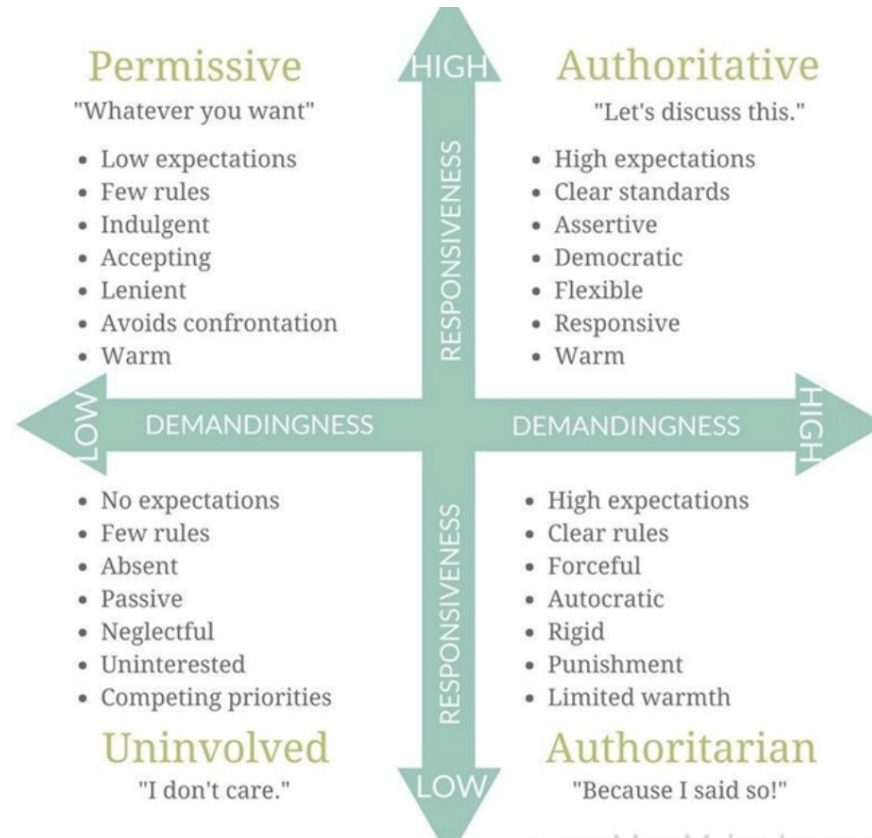 Permissive
"Whatever you want"
• Low expectations
• Few rules
• Indulgent
• Accepting
• Lenient
• Avoids confrontation
• Warm
HIGH
RESPONSIVENESS
Authoritative
"Let's discuss this."
• High expectations
• Clear standards
• Assertive
• Democratic
• Flexible
• Responsive
• Warm
LOW
DEMANDINGNESS
DEMANDINGNESS
HIGH
• No expectations
• Few rules
• Absent
• Passive
• Neglectful
• Uninterested
• Competing priorities
Uninvolved
"I don't care."
RESPONSIVENESS
LOW
• High expectations
• Clear rules
• Forceful
• Autocratic
• Rigid
• Punishment
• Limited warmth
Authoritarian
"Because I said so!"